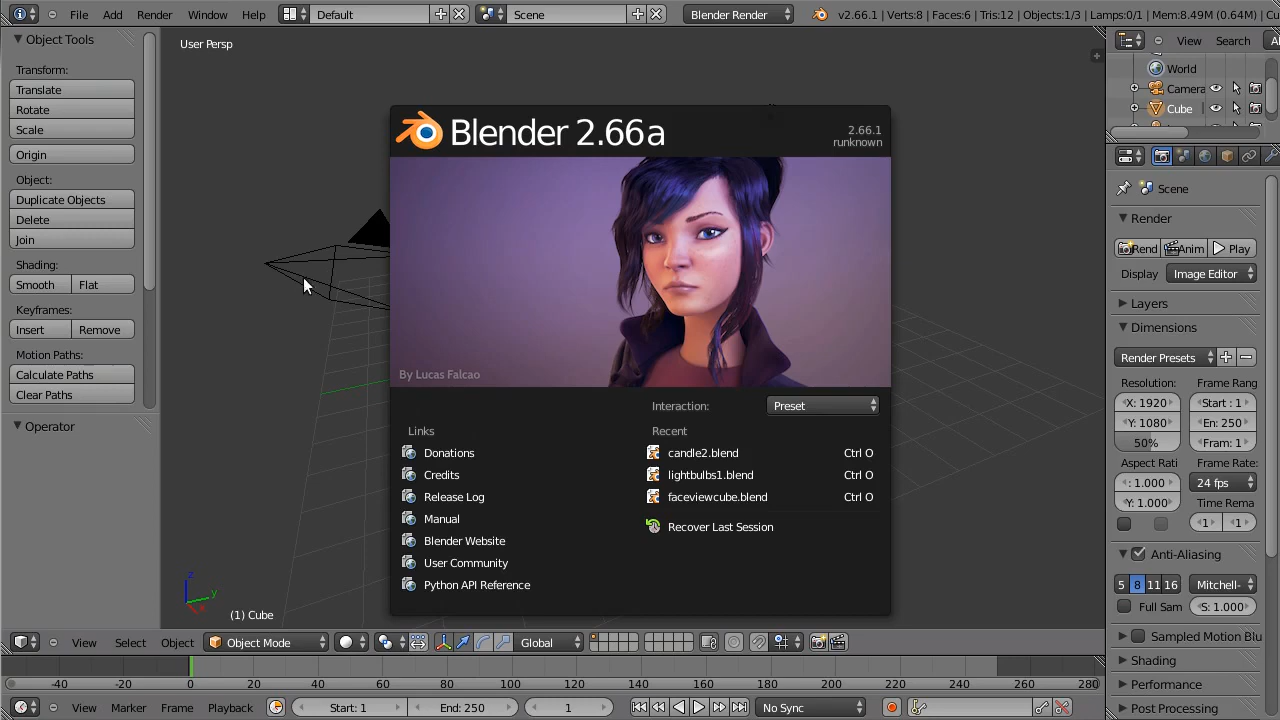 File Add Render Window Help Default Scene Blender Render v2.66.1 | Verts:8 | Faces:6 | Tris:12 | Objects:1/3 | Lamps:0/1 | Mem:8.49M (0.64M) | Cu
Object Tools
Transform:
Translate
Rotate
Scale
Origin
Object:
Duplicate Objects
Delete
Join
Shading:
Smooth Flat
Keyframes:
Insert Remove
Motion Paths:
Calculate Paths
Clear Paths
Operator
User Persp
Blender 2.66a
2.66.1
runknown
By Lucas Falcao
Interaction: Preset
Links
Donations
Credits
Release Log
Manual
Blender Website
User Community
Python API Reference
Recent
candle2.blend Ctrl O
lightbulbs1.blend Ctrl O
faceviewcube.blend Ctrl O
Recover Last Session
z
y
x
(1) Cube
View Search Al
World
Camera
Cube
Scene
Render
Rend Anim Play
Display Image Editor
Layers
Dimensions
Render Presets
Resolution: Frame Rang
X: 1920 Start : 1
Y: 1080 En: 250
50% Fram: 1
Aspect Rati Frame Rate:
: 1.000 24 fps
Y: 1.000 Time Rema
1 1
Anti-Aliasing
5 8 11 16 Mitchell-
Full Sam S: 1.000
Sampled Motion Blu
Shading
Performance
Post Processing
View Select Object Object Mode Global
-40 -20 0 20 40 60 80 100 120 140 160 180 200 220 240 260 280
View Marker Frame Playback Start: 1 End: 250 1 No Sync